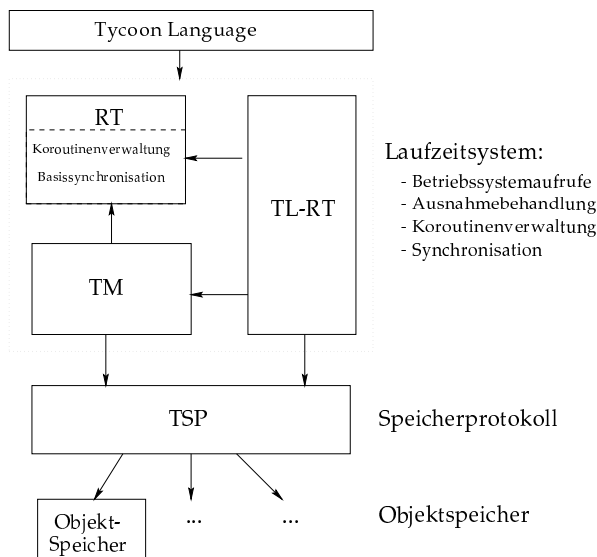 Tycoon Language
RT
Koroutinenverwaltung
Basissynchronisation
TL-RT
TM
Laufzeitsystem:
- Betriebssystemaufrufe
- Ausnahmebehandlung
- Koroutinenverwaltung
- Synchronisation
TSP
Speicherprotokoll
Objekt-
Speicher
...
...
Objektspeicher